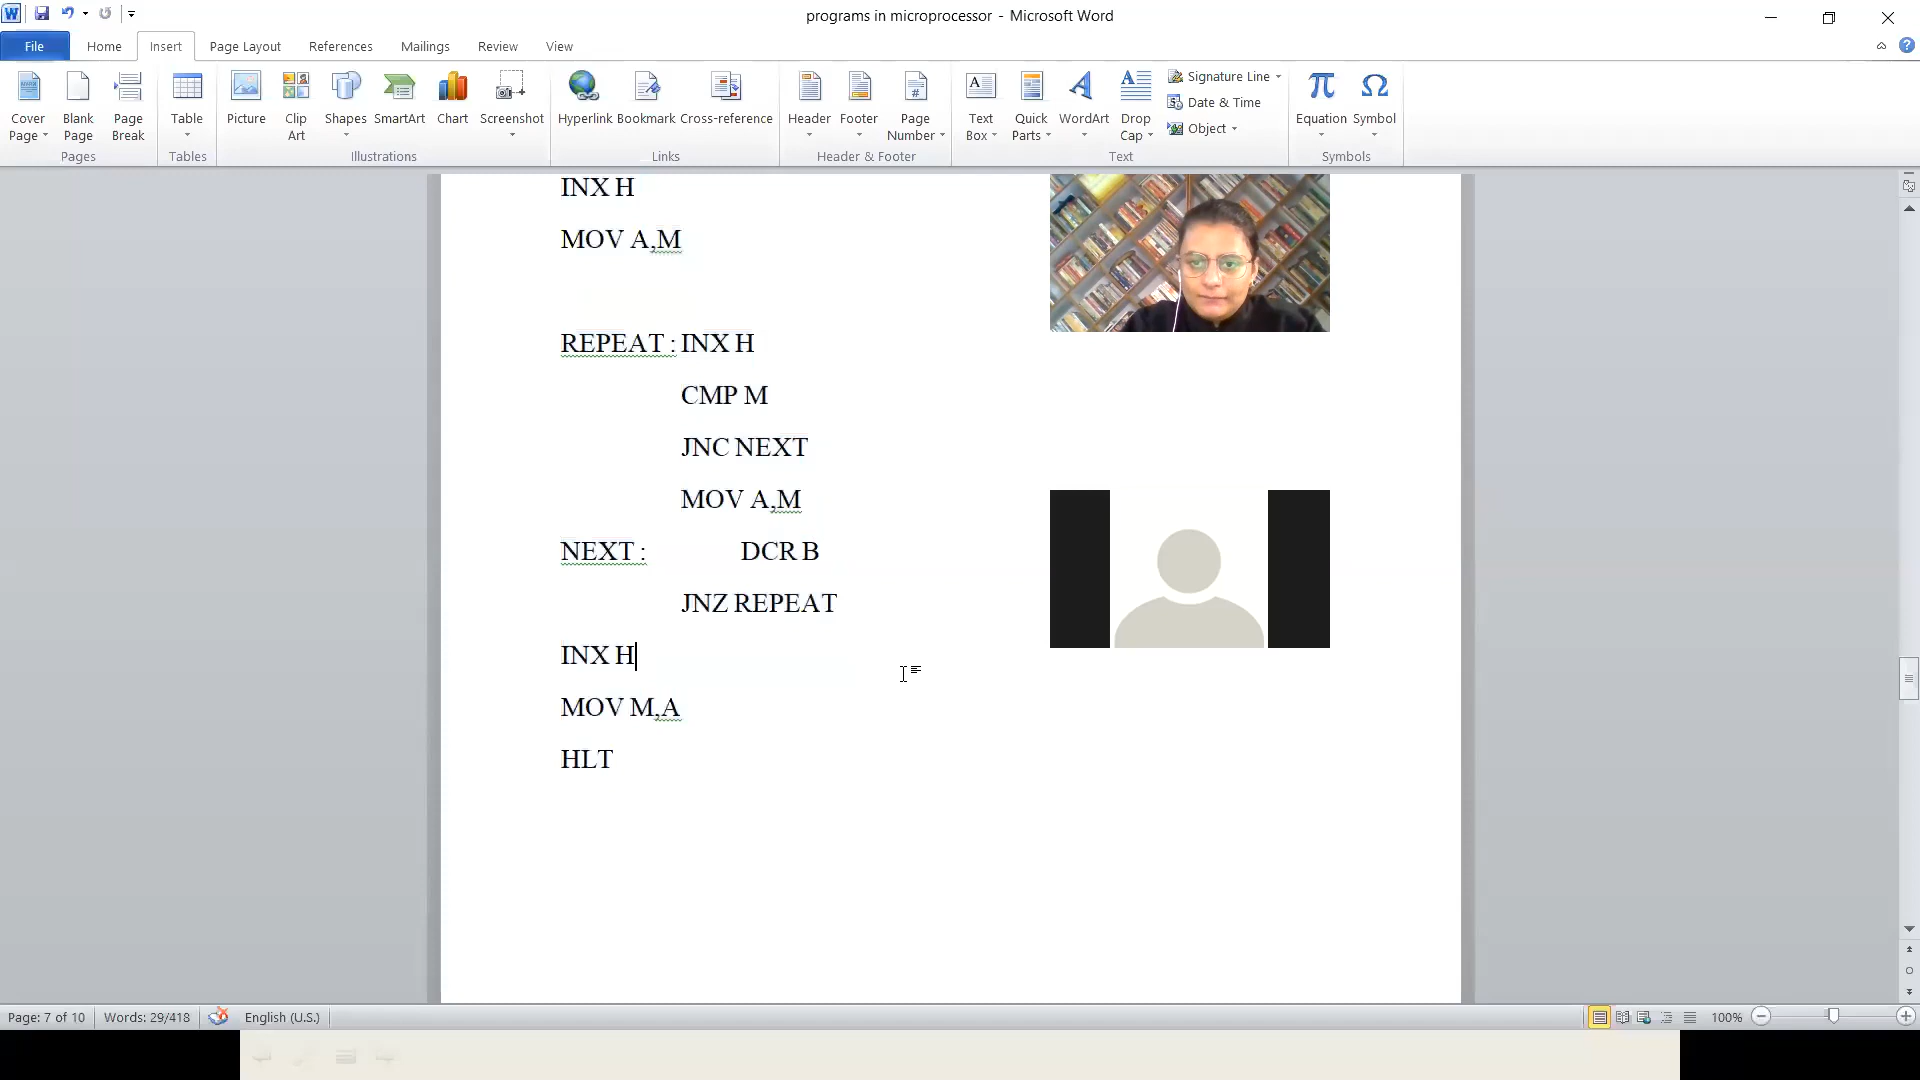 programs in microprocessor - Microsoft Word
File Home Insert Page Layout References Mailings Review View
Cover Page
Blank Page
Page Break
Table
Picture
Clip Art
Shapes
SmartArt
Chart
Screenshot
Hyperlink
Bookmark
Cross-reference
Header
Footer
Page Number
Text Box
Quick Parts
WordArt
Drop Cap
Signature Line
Date & Time
Object
Equation
Symbol
Pages Tables Illustrations Links Header & Footer Text Symbols
INX H
MOV A,M
REPEAT : INX H
CMP M
JNC NEXT
MOV A,M
NEXT : DCR B
JNZ REPEAT
INX H
MOV M,A
HLT
Page: 7 of 10 Words: 29/418 English (U.S.) 100%